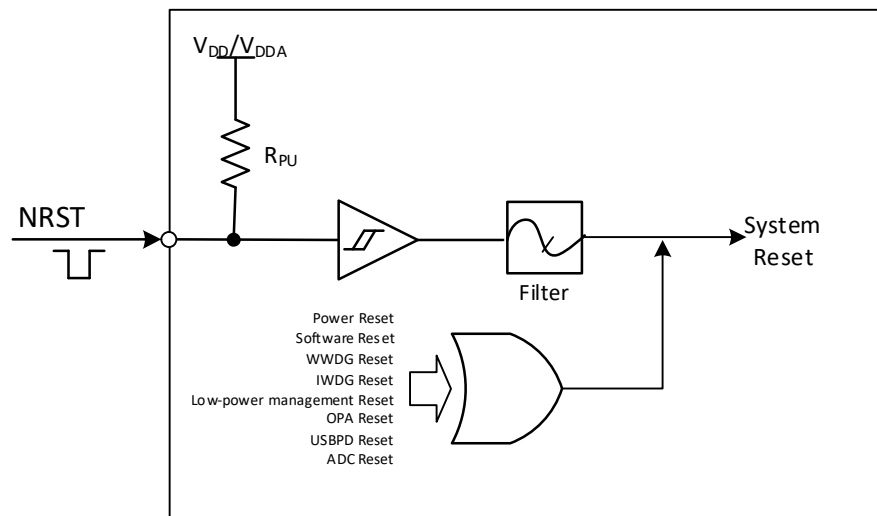 VDD/VDDA
RPU
NRST
System
Reset
Filter
Power Reset
Software Reset
WWDG Reset
IWDG Reset
Low-power management Reset
OPA Reset
USBPD Reset
ADC Reset